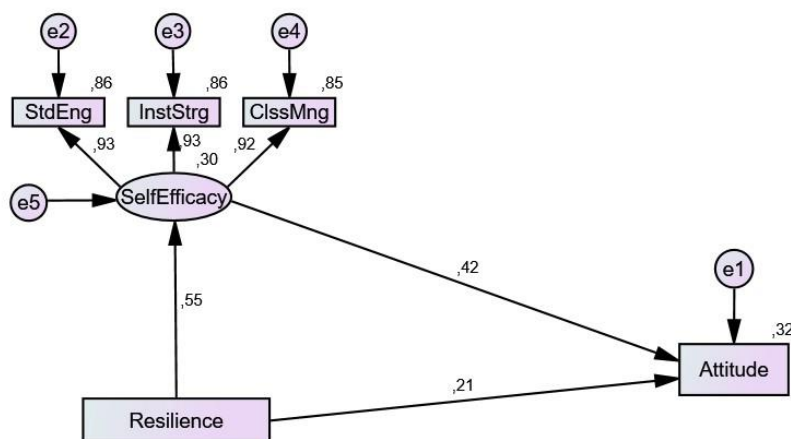 e2
e3
e4
,86
,86
,85
StdEng
InstStrg
ClssMng
,93
,93
,92
,30
SelfEfficacy
e5
,42
e1
,55
,32
Attitude
,21
Resilience